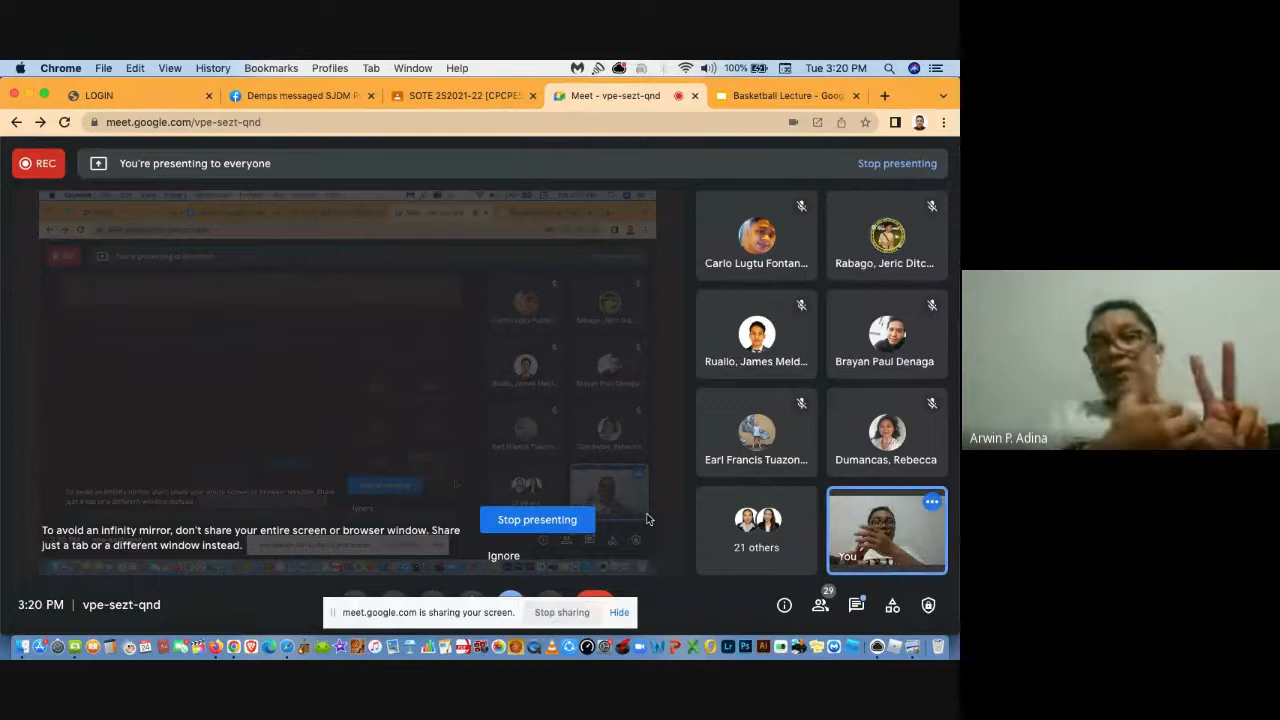 Chrome File Edit View History Bookmarks Profiles Tab Window Help 100% Tue 3:20 PM
LOGIN Demps messaged SJDM P SOTE 2S2021-22 [CPCPES Meet - vpe-sezt-qnd Basketball Lecture - Goog
meet.google.com/vpe-sezt-qnd
REC You're presenting to everyone Stop presenting
Carlo Lugtu Fontan... Rabago, Jeric Ditc...
Ruallo, James Meld... Brayan Paul Denaga
Earl Francis Tuazon... Dumancas, Rebecca
Arwin P. Adina
To avoid an infinity mirror, don't share your entire screen or browser window. Share
just a tab or a different window instead.
Stop presenting
Ignore
21 others You
3:20 PM vpe-sezt-qnd
meet.google.com is sharing your screen. Stop sharing Hide
29